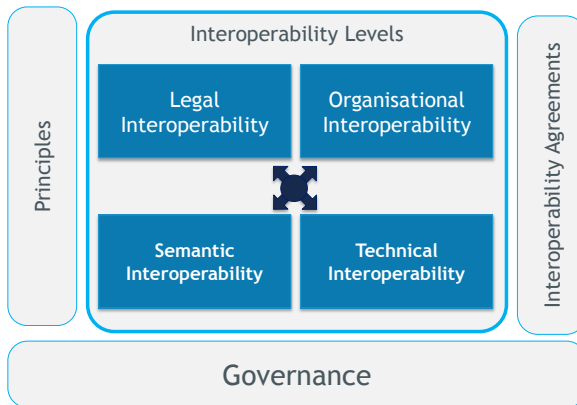 Interoperability Levels
Principles
Legal
Interoperability
Organisational
Interoperability
Semantic
Interoperability
Technical
Interoperability
Interoperability Agreements
Governance